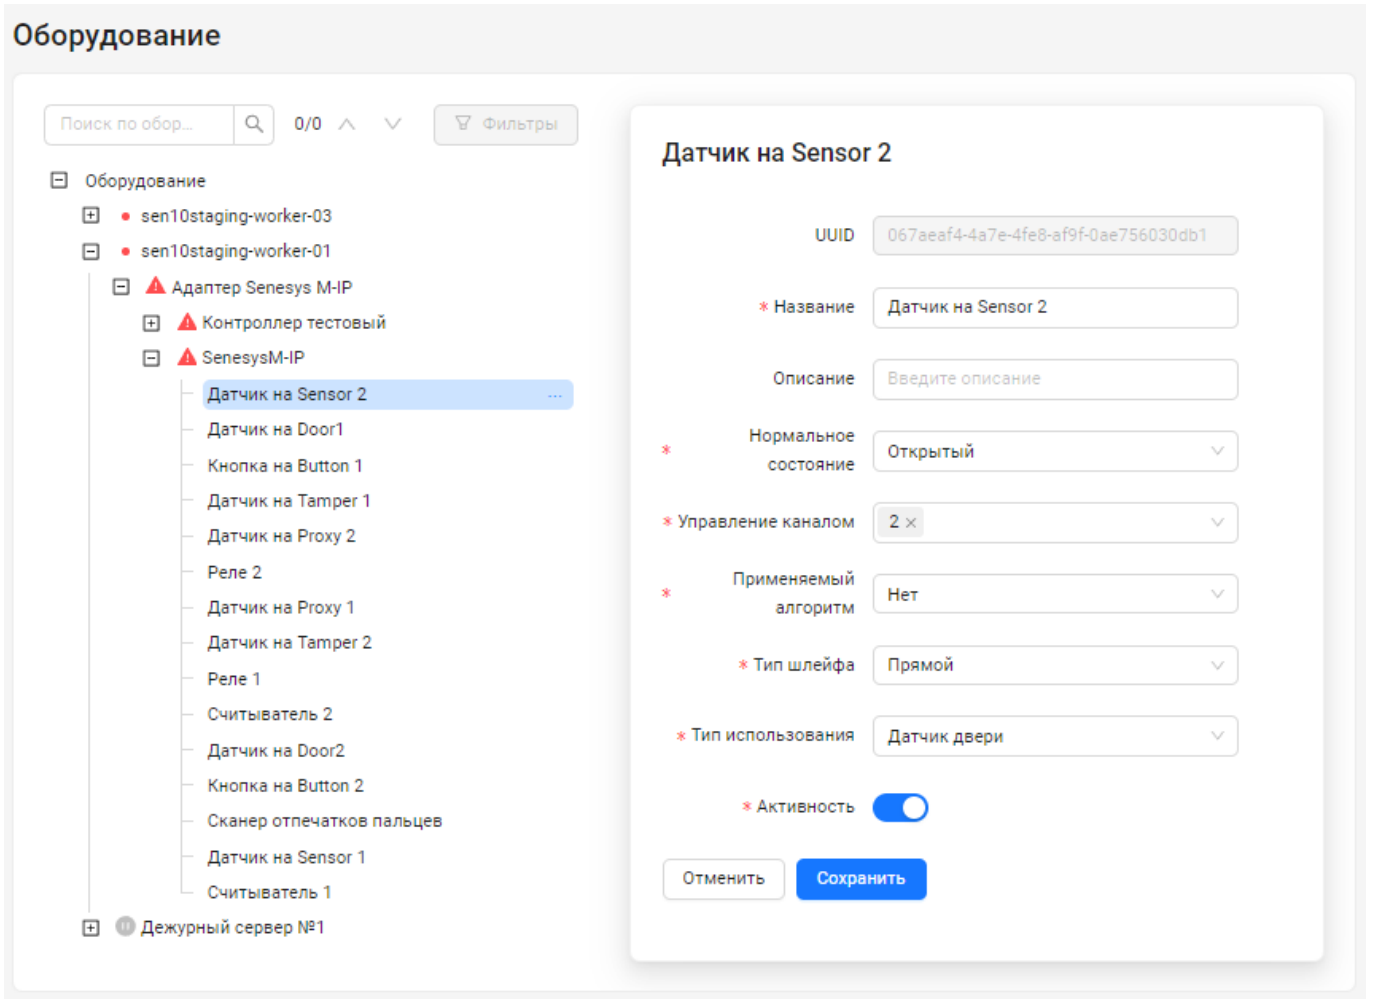 Оборудование
Поиск по обор...
0/0
Фильтры
Оборудование
sen10staging-worker-03
sen10staging-worker-01
Адаптер Senesys M-IP
Контроллер тестовый
SenesysM-IP
Датчик на Sensor 2
...
Датчик на Door1
Кнопка на Button 1
Датчик на Tamper 1
Датчик на Proxy 2
Реле 2
Датчик на Proxy 1
Датчик на Tamper 2
Реле 1
Считыватель 2
Датчик на Door2
Кнопка на Button 2
Сканер отпечатков пальцев
Датчик на Sensor 1
Считыватель 1
Дежурный сервер №1
Датчик на Sensor 2
UUID
067aeaf4-4a7e-4fe8-af9f-0ae756030db1
* Название
Датчик на Sensor 2
Описание
Введите описание
* Нормальное
состояние
Открытый
* Управление каналом
2 ×
* Применяемый
алгоритм
Нет
* Тип шлейфа
Прямой
* Тип использования
Датчик двери
* Активность
Отменить
Сохранить